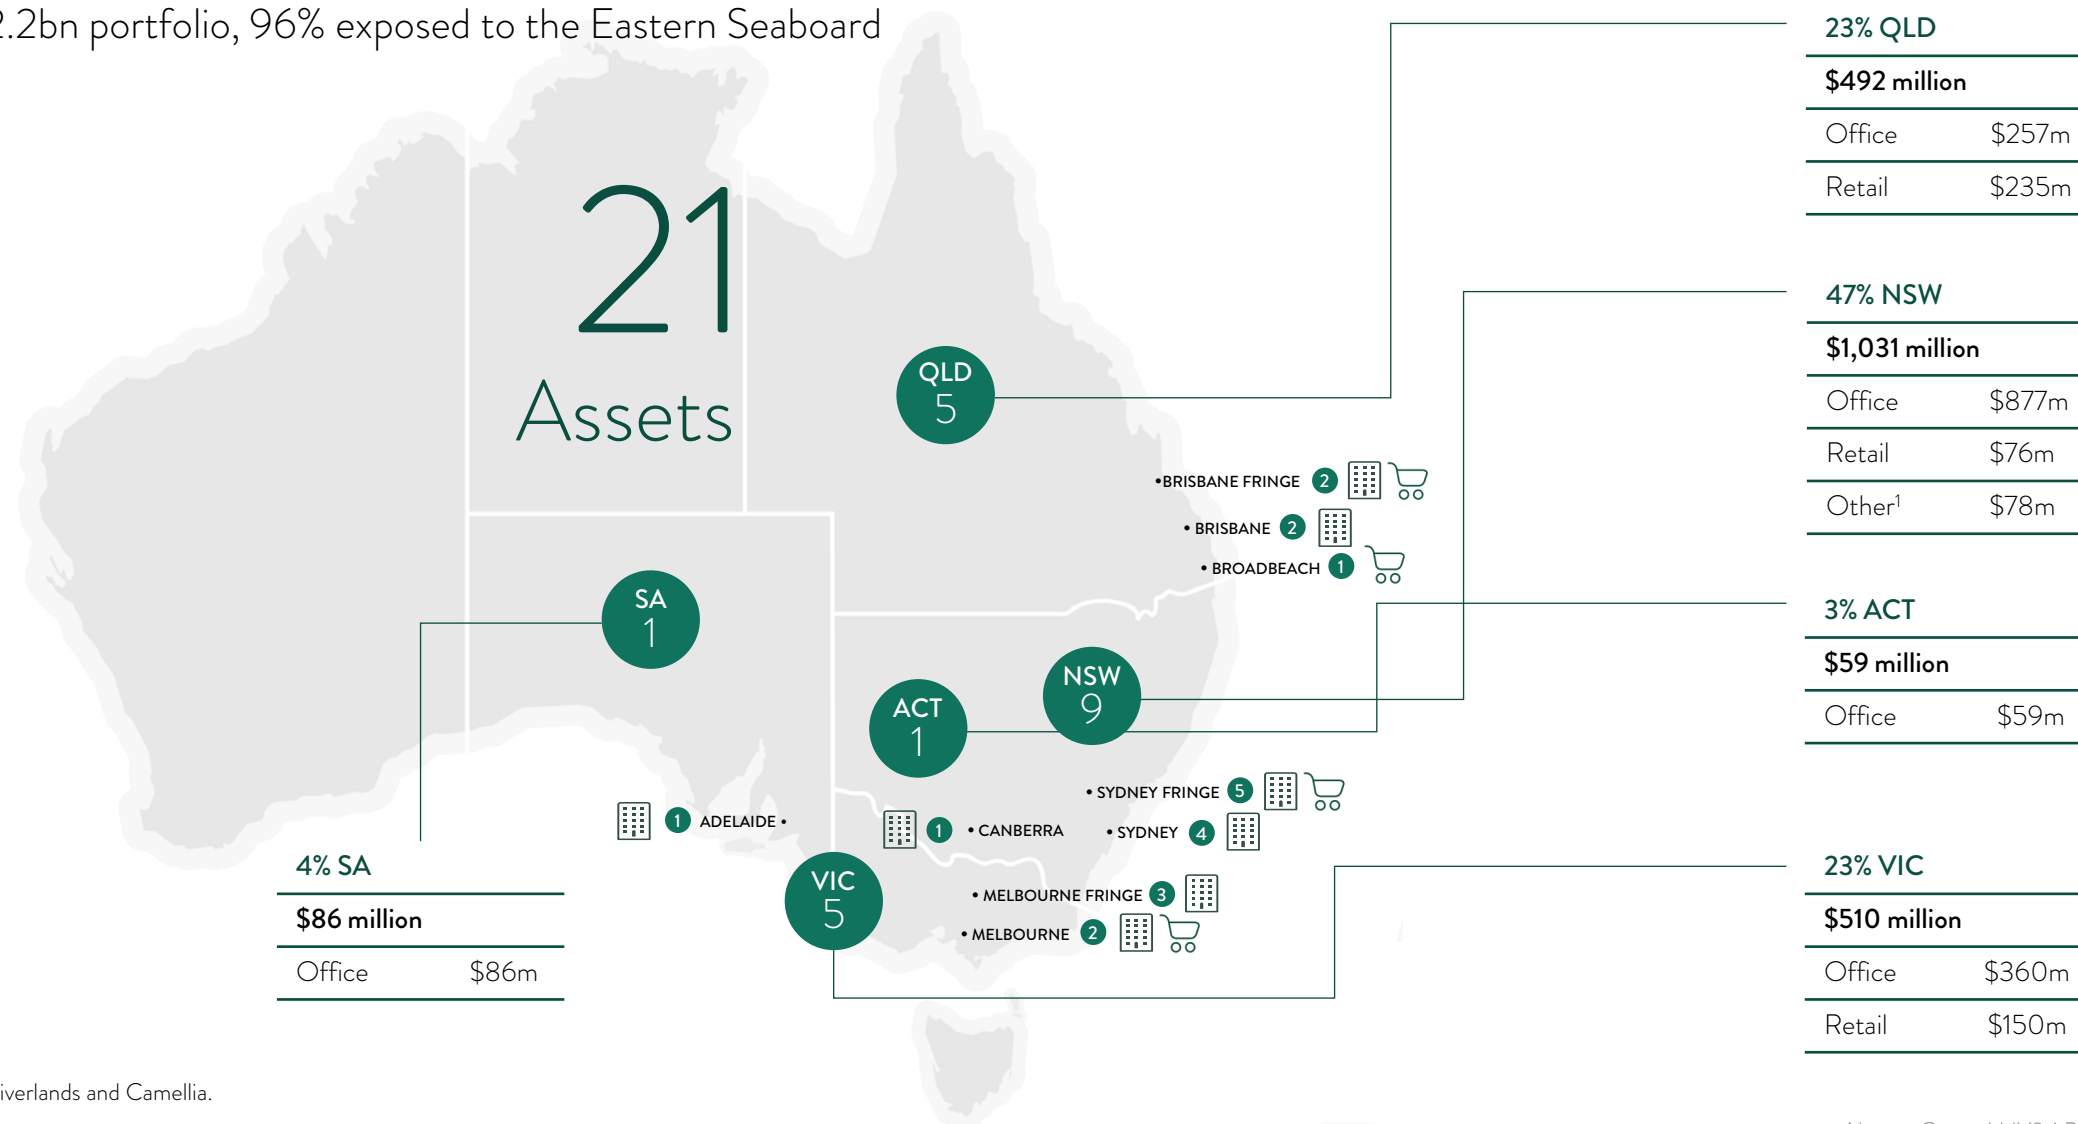 2.2bn portfolio, 96% exposed to the Eastern Seaboard
21
Assets
QLD
5
•BRISBANE FRINGE 2
• BRISBANE 2
• BROADBEACH 1
SA
1
NSW
9
ACT
1
• SYDNEY FRINGE 5
1 ADELAIDE •
1 • CANBERRA
• SYDNEY 4
VIC
5
• MELBOURNE FRINGE 3
• MELBOURNE 2
4% SA
$86 million
Office $86m
23% QLD
$492 million
Office $257m
Retail $235m
47% NSW
$1,031 million
Office $877m
Retail $76m
Other¹ $78m
3% ACT
$59 million
Office $59m
23% VIC
$510 million
Office $360m
Retail $150m
iverlands and Camellia.